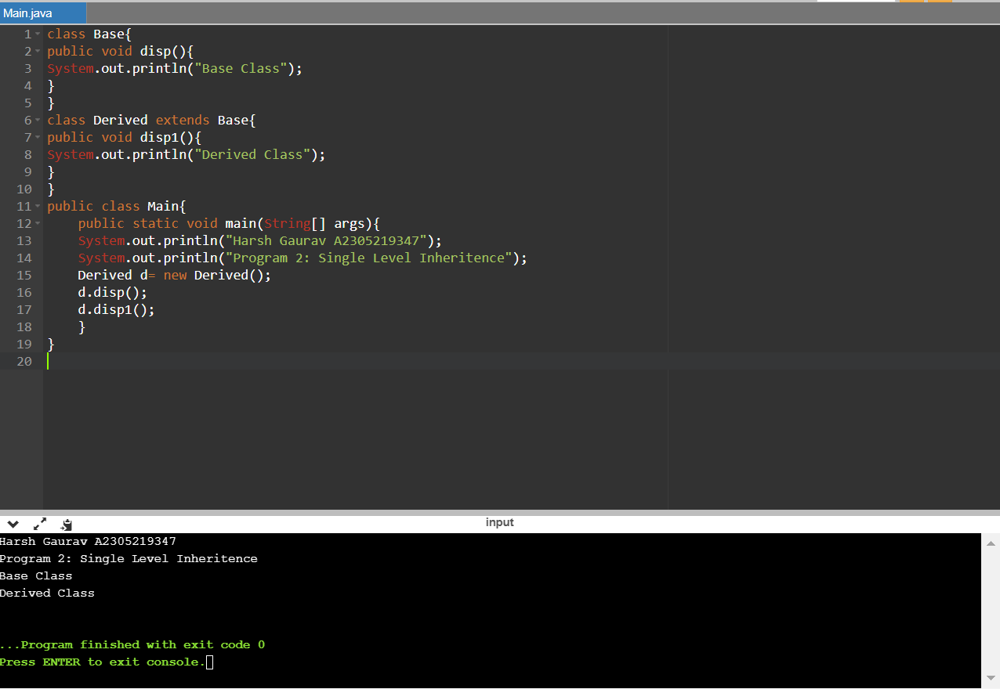 Main.java
1 class Base{
2 public void disp(){
3 System.out.println("Base Class");
4 }
5 }
6 class Derived extends Base{
7 public void disp1(){
8 System.out.println("Derived Class");
9 }
10 }
11 public class Main{
12 public static void main(String[] args){
13 System.out.println("Harsh Gaurav A2305219347");
14 System.out.println("Program 2: Single Level Inheritence");
15 Derived d= new Derived();
16 d.disp();
17 d.disp1();
18 }
19 }
20
input
Harsh Gaurav A2305219347
Program 2: Single Level Inheritence
Base Class
Derived Class
...Program finished with exit code 0
Press ENTER to exit console.